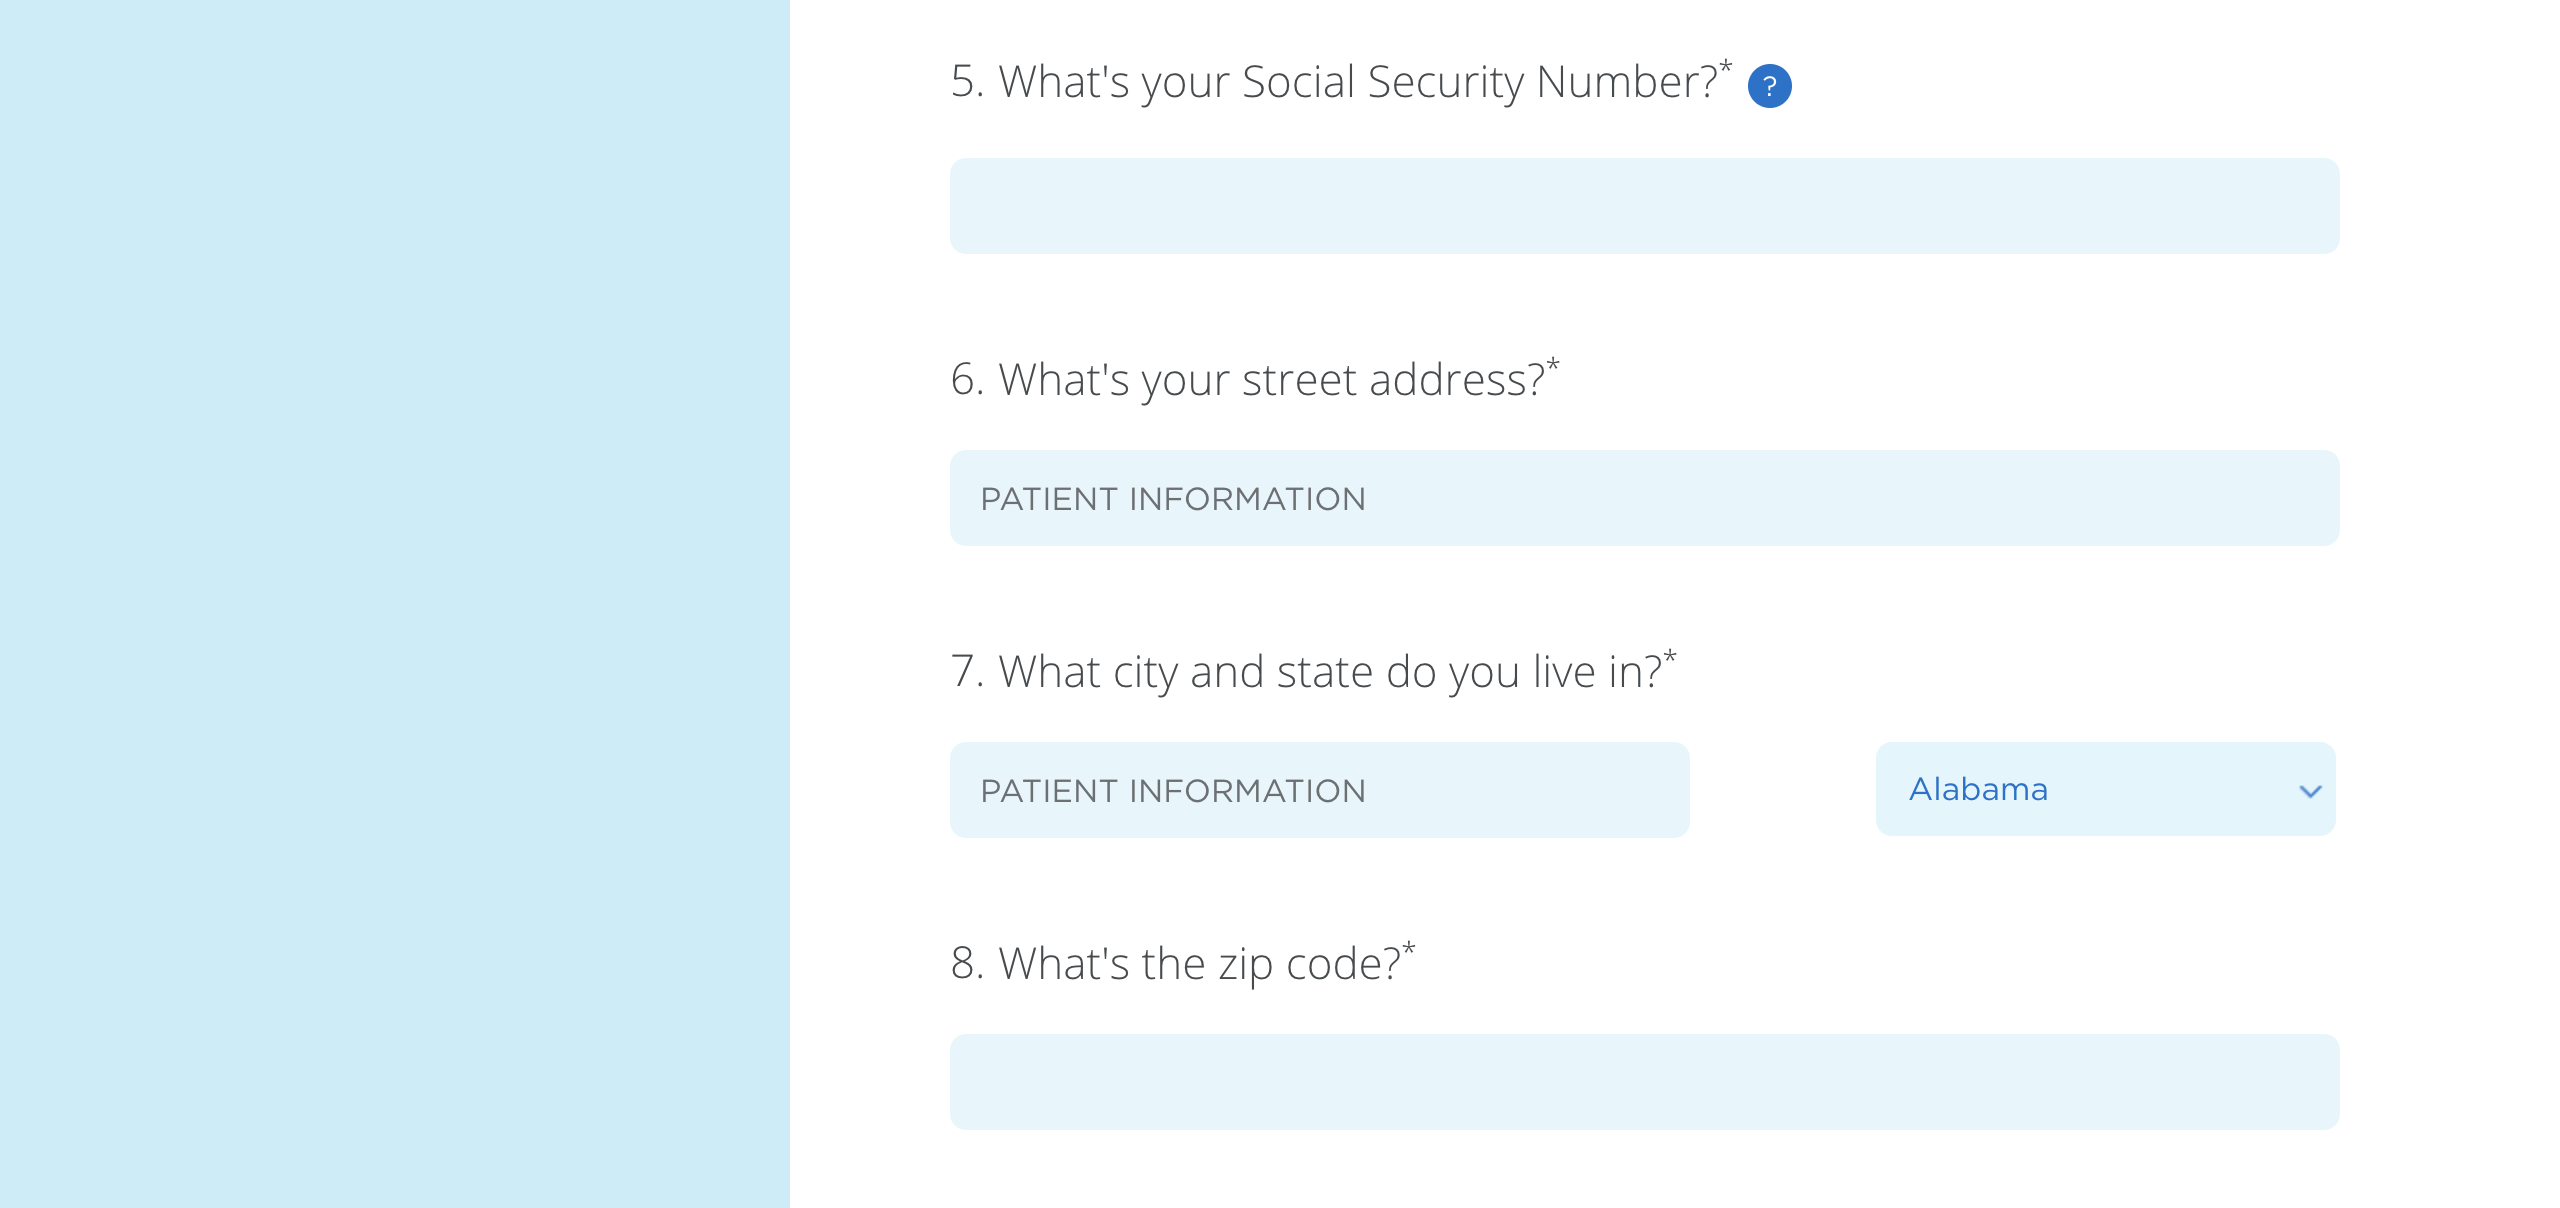 5. What's your Social Security Number?* ?
6. What's your street address?*
PATIENT INFORMATION
7. What city and state do you live in?*
PATIENT INFORMATION Alabama
8. What's the zip code?*